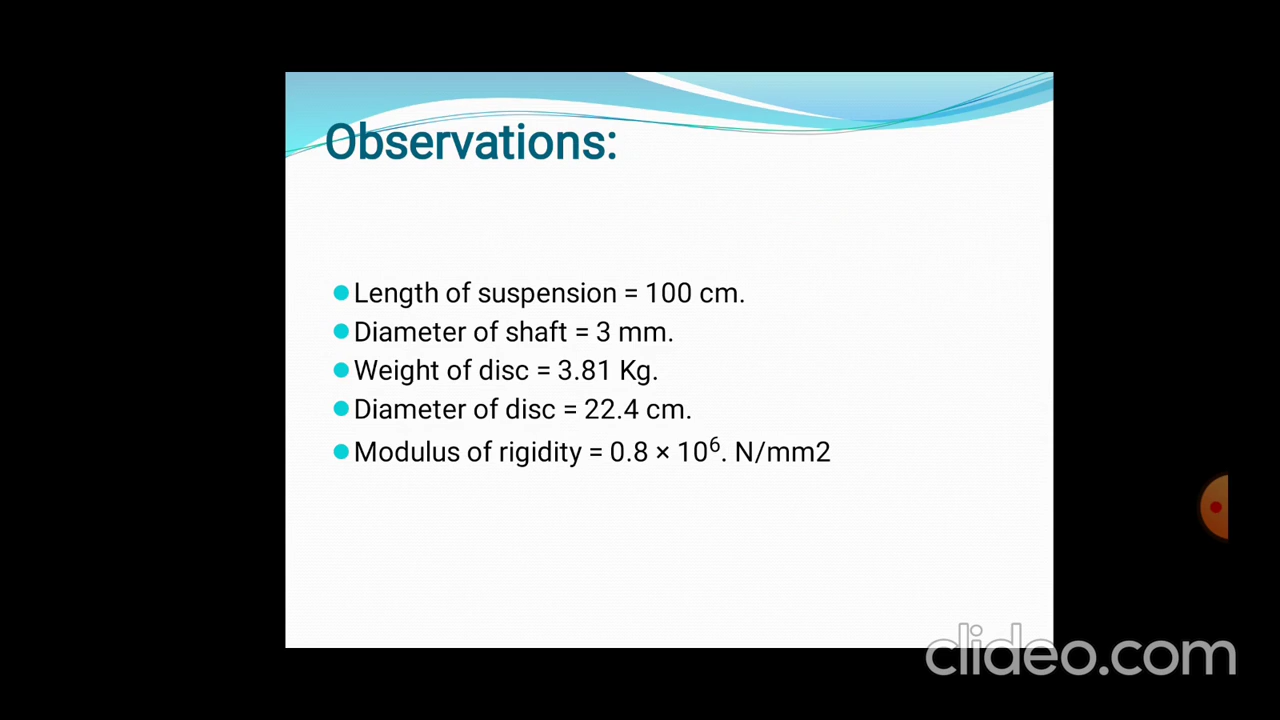 Observations:
Length of suspension = 100 cm.
Diameter of shaft = 3 mm.
Weight of disc = 3.81 Kg.
Diameter of disc = 22.4 cm.
Modulus of rigidity = 0.8 × 10⁶. N/mm2
clideo.com